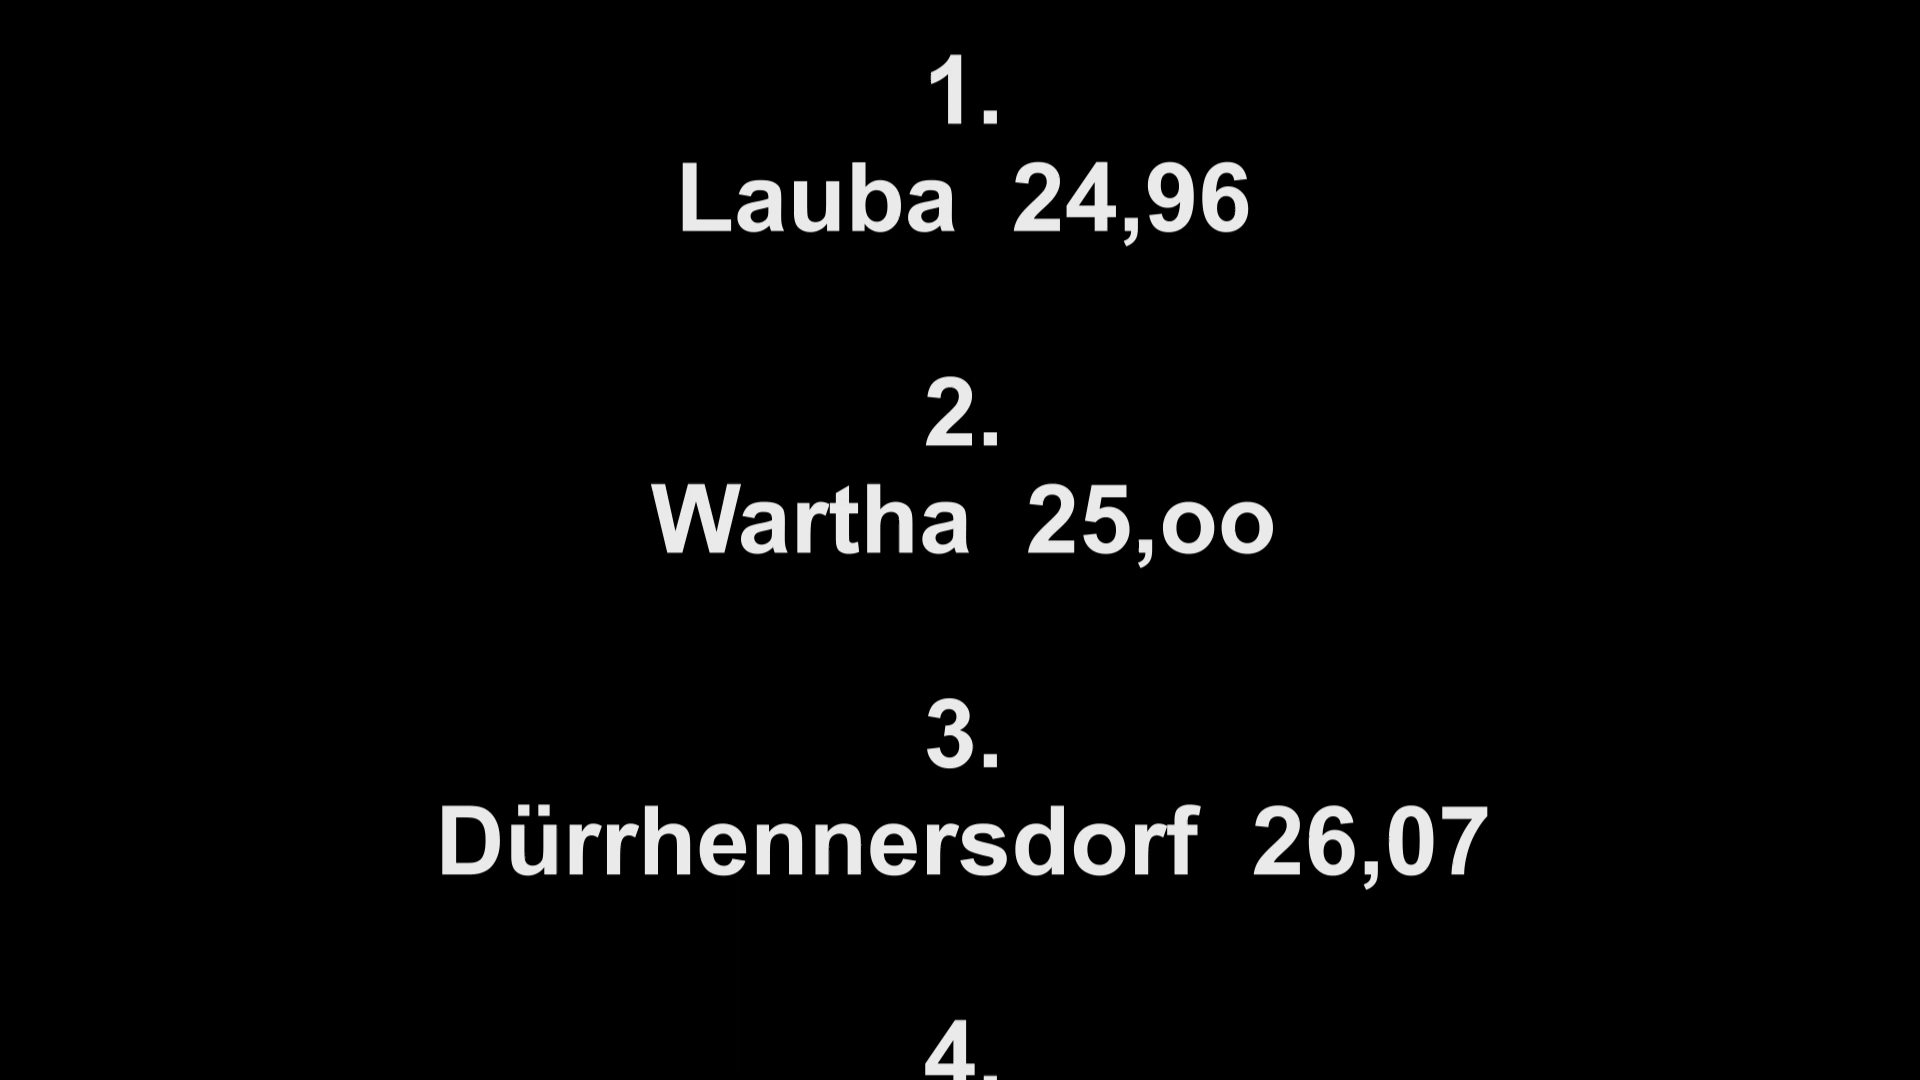 1.
Lauba  24,96
2.
Wartha  25,oo
3.
Dürrhennersdorf  26,07
4.